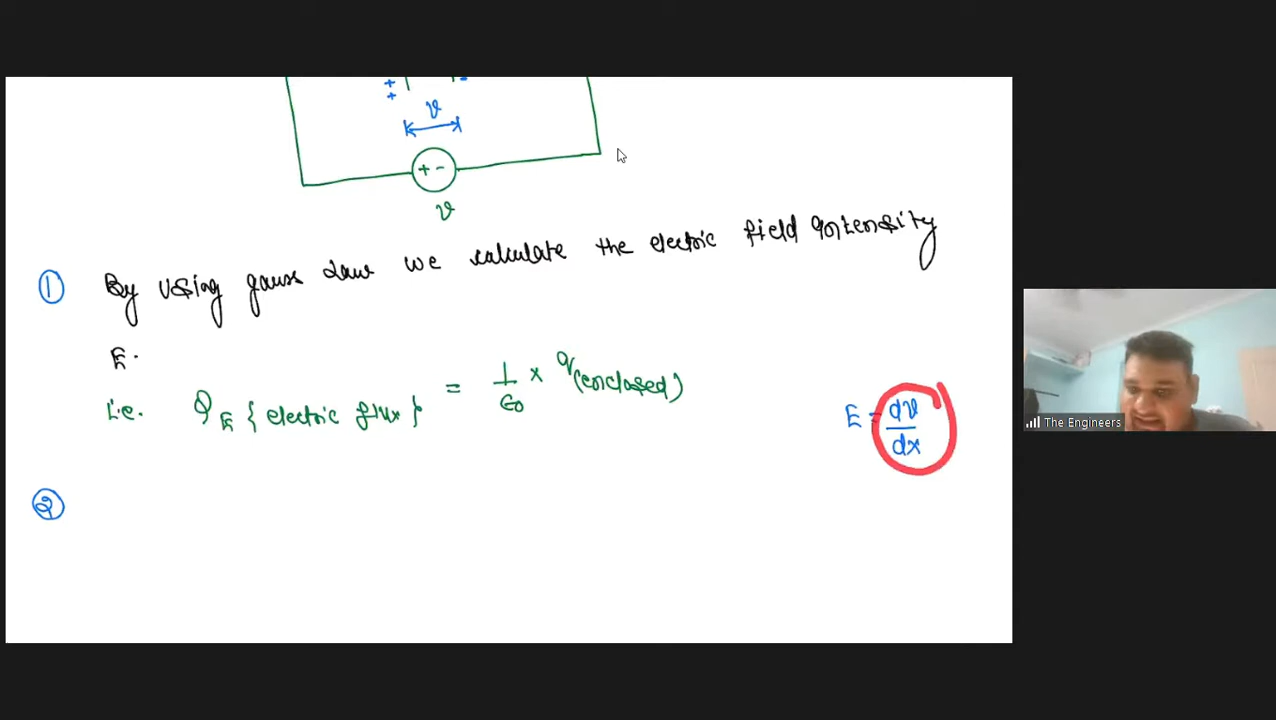 + -
+
v
+ -
v
① By using gauss law we calculate the electric field intensity
E.
i.e. Φ_E {electric flux} = 1/ε₀ × q(enclosed)
E = dv/dx
②
The Engineers